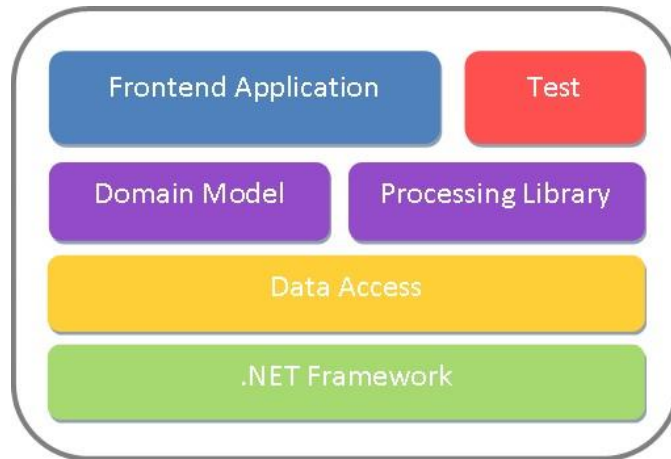 Frontend Application
Test
Domain Model
Processing Library
Data Access
.NET Framework